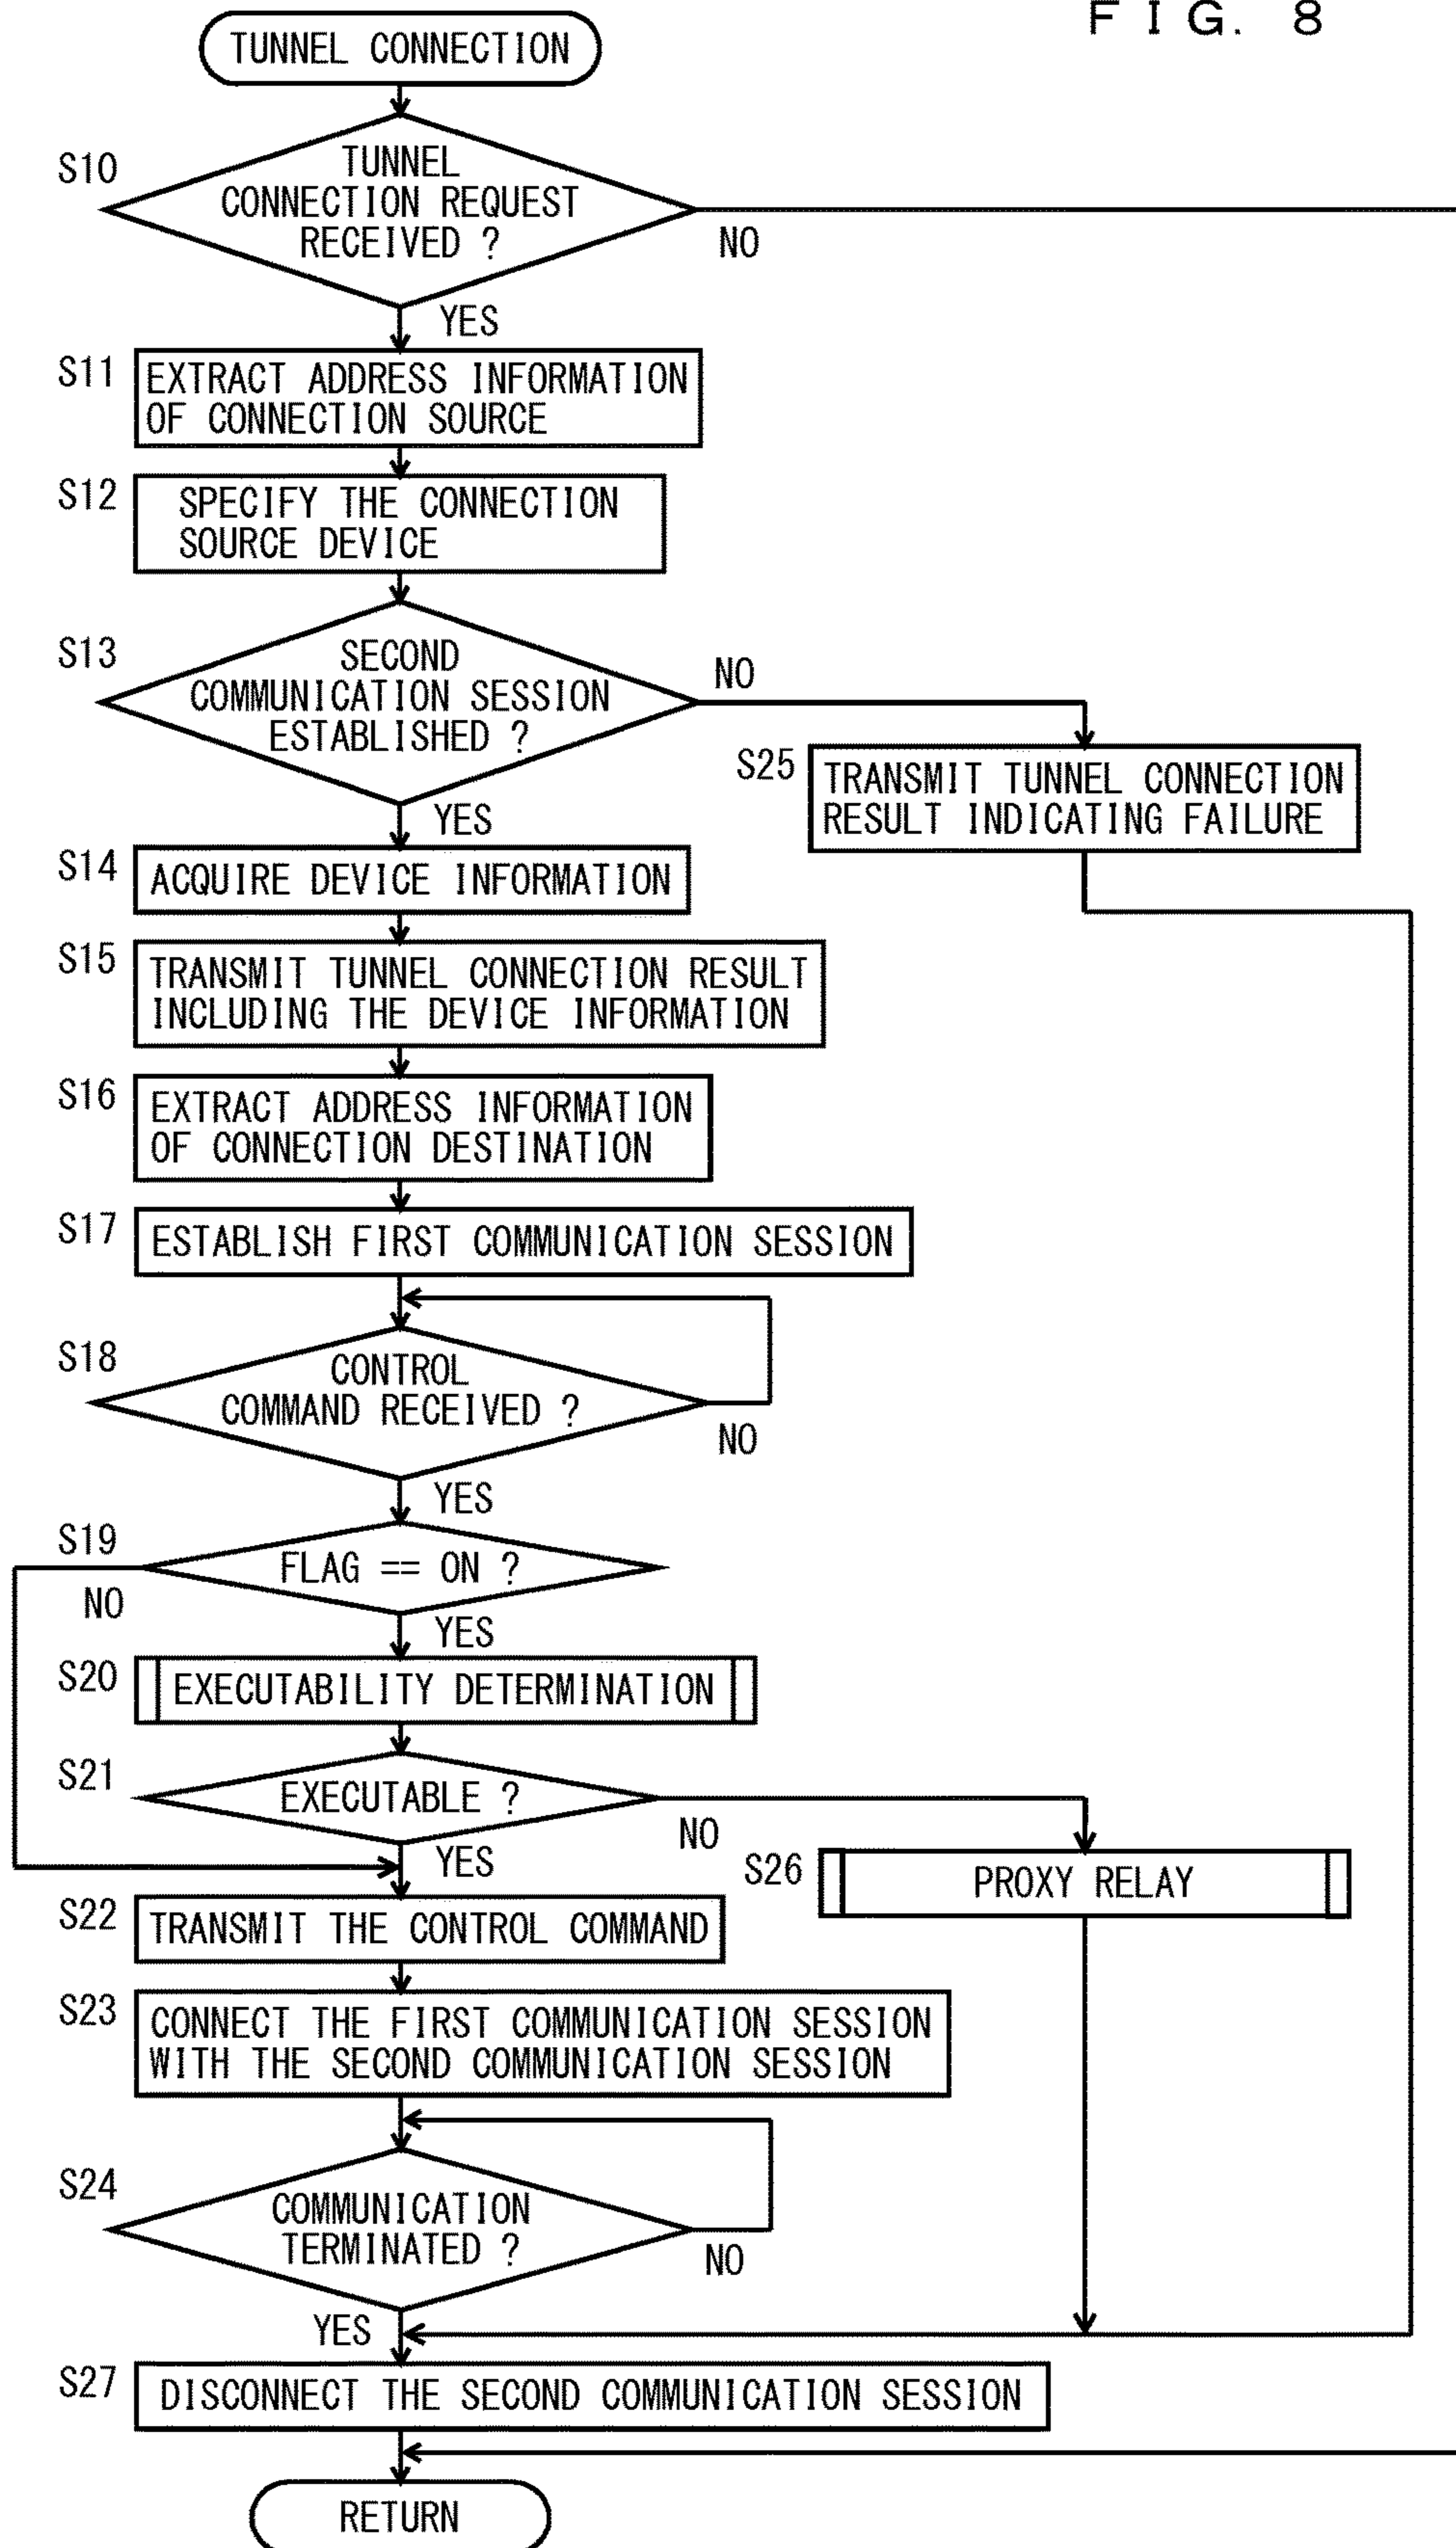 FIG. 8
TUNNEL CONNECTION
S10
TUNNEL
CONNECTION REQUEST
RECEIVED ?
NO
YES
S11
EXTRACT ADDRESS INFORMATION
OF CONNECTION SOURCE
S12
SPECIFY THE CONNECTION
SOURCE DEVICE
S13
SECOND
COMMUNICATION SESSION
ESTABLISHED ?
NO
YES
S25
TRANSMIT TUNNEL CONNECTION
RESULT INDICATING FAILURE
S14
ACQUIRE DEVICE INFORMATION
S15
TRANSMIT TUNNEL CONNECTION RESULT
INCLUDING THE DEVICE INFORMATION
S16
EXTRACT ADDRESS INFORMATION
OF CONNECTION DESTINATION
S17
ESTABLISH FIRST COMMUNICATION SESSION
S18
CONTROL
COMMAND RECEIVED ?
NO
YES
S19
FLAG == ON ?
NO
YES
S20
EXECUTABILITY DETERMINATION
S21
EXECUTABLE ?
NO
YES
S26
PROXY RELAY
S22
TRANSMIT THE CONTROL COMMAND
S23
CONNECT THE FIRST COMMUNICATION SESSION
WITH THE SECOND COMMUNICATION SESSION
S24
COMMUNICATION
TERMINATED ?
NO
YES
S27
DISCONNECT THE SECOND COMMUNICATION SESSION
RETURN